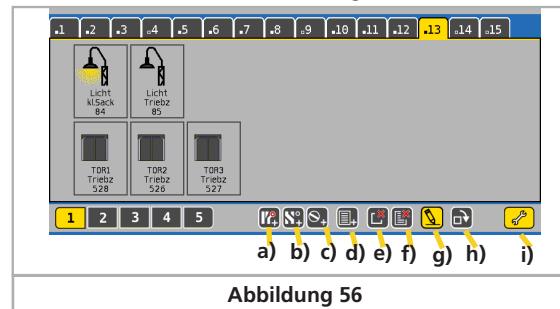 .1 .2 .3 .4 .5 .6 .7 .8 .9 .10 .11 .12 .13 .14 .15
Licht
kl.Sack
84
Licht
Triebz
85
TOR1
Triebz
528
TOR2
Triebz
526
TOR3
Triebz
527
1 2 3 4 5
a) b) c) d) e) f) g) h) i)
Abbildung 56